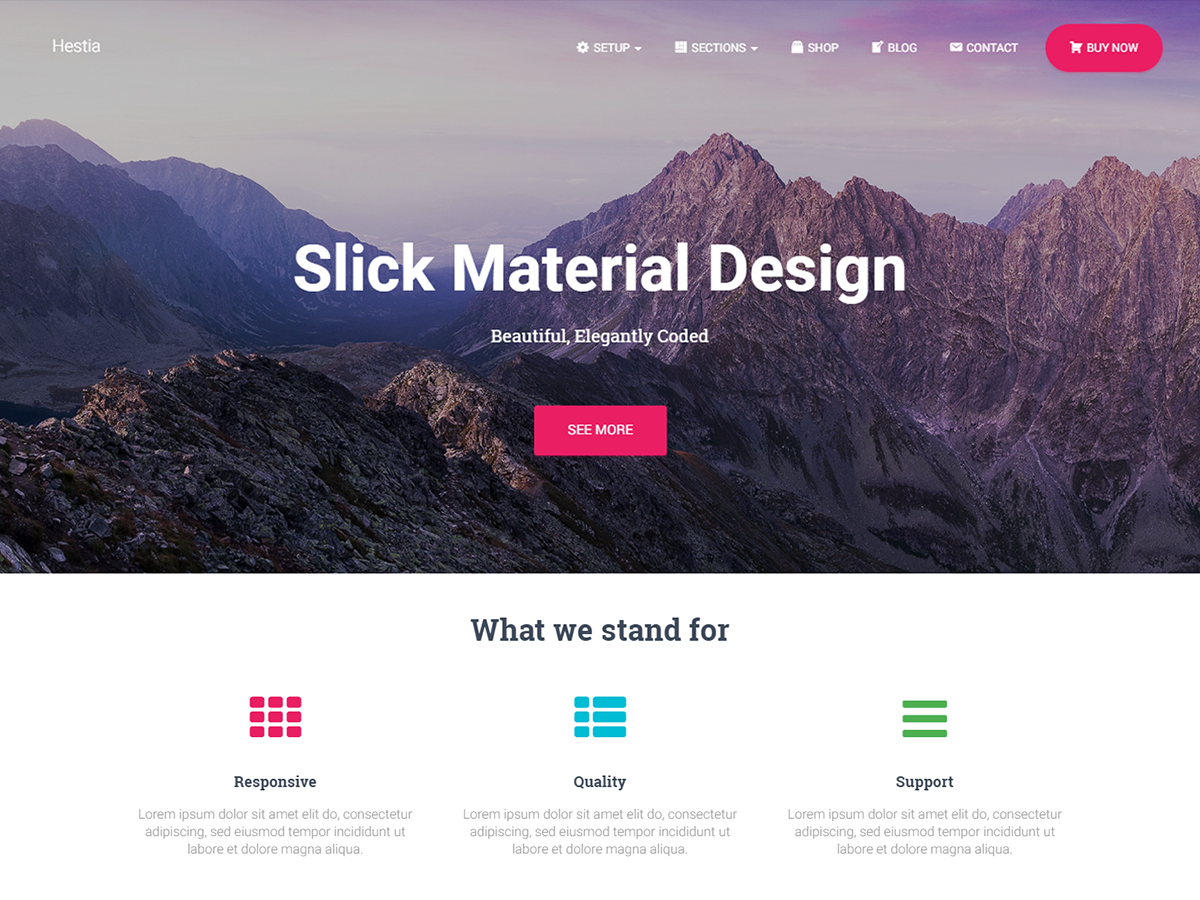 Hestia
SETUP
SECTIONS
SHOP
BLOG
CONTACT
BUY NOW
Slick Material Design
Beautiful, Elegantly Coded
SEE MORE
What we stand for
Responsive
Lorem ipsum dolor sit amet elit do, consectetur
adipiscing, sed eiusmod tempor incididunt ut
labore et dolore magna aliqua.
Quality
Lorem ipsum dolor sit amet elit do, consectetur
adipiscing, sed eiusmod tempor incididunt ut
labore et dolore magna aliqua.
Support
Lorem ipsum dolor sit amet elit do, consectetur
adipiscing, sed eiusmod tempor incididunt ut
labore et dolore magna aliqua.